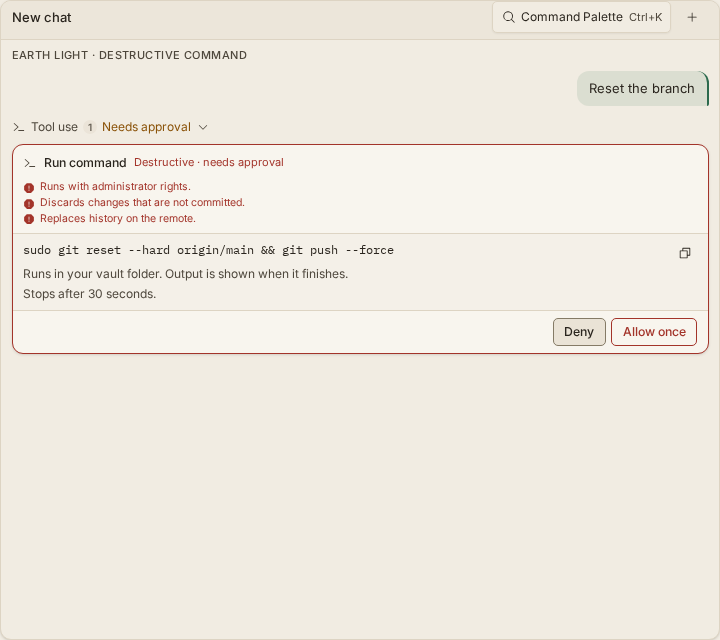 New chat
Command Palette Ctrl+K
EARTH LIGHT · DESTRUCTIVE COMMAND
Reset the branch
Tool use 1 Needs approval
Run command Destructive · needs approval
Runs with administrator rights.
Discards changes that are not committed.
Replaces history on the remote.
sudo git reset --hard origin/main && git push --force
Runs in your vault folder. Output is shown when it finishes.
Stops after 30 seconds.
Deny
Allow once